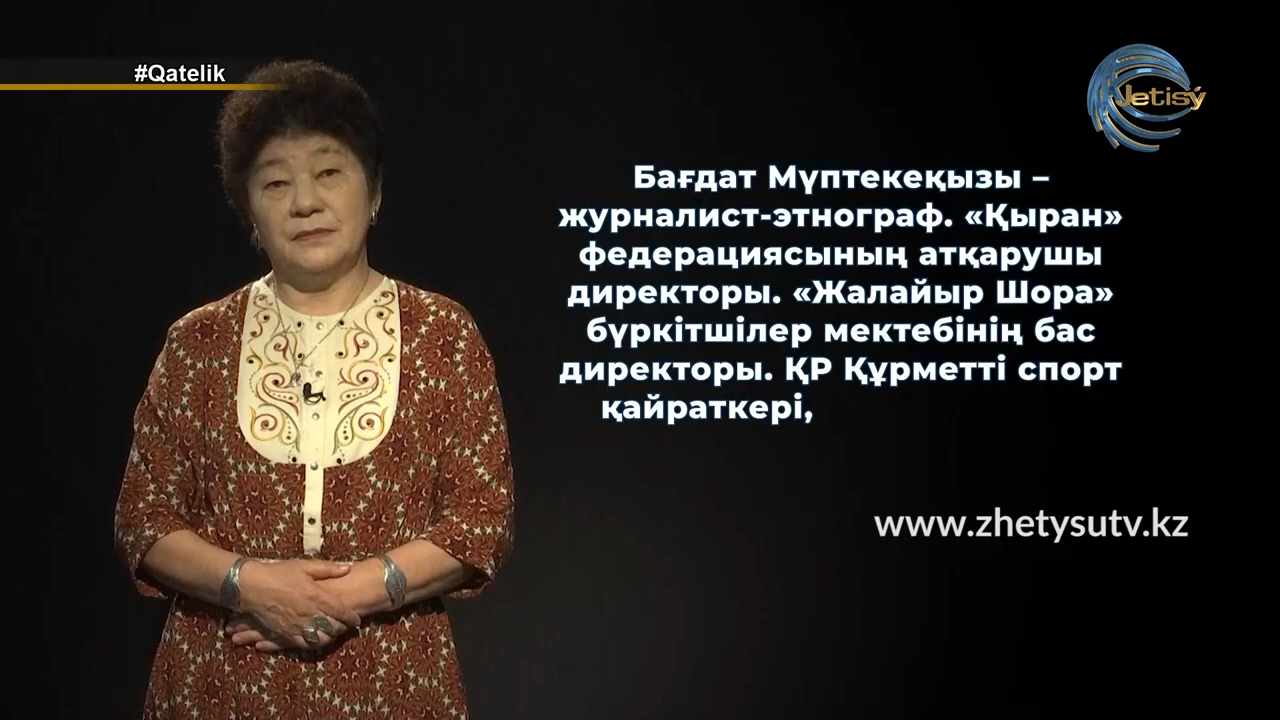 #Qatelik
Jetisý
Бағдат Мүптекеқызы –
журналист-этнограф. «Қыран»
федерациясының атқарушы
директоры. «Жалайыр Шора»
бүркітшілер мектебінің бас
директоры. ҚР Құрметті спорт
қайраткері,
www.zhetysutv.kz